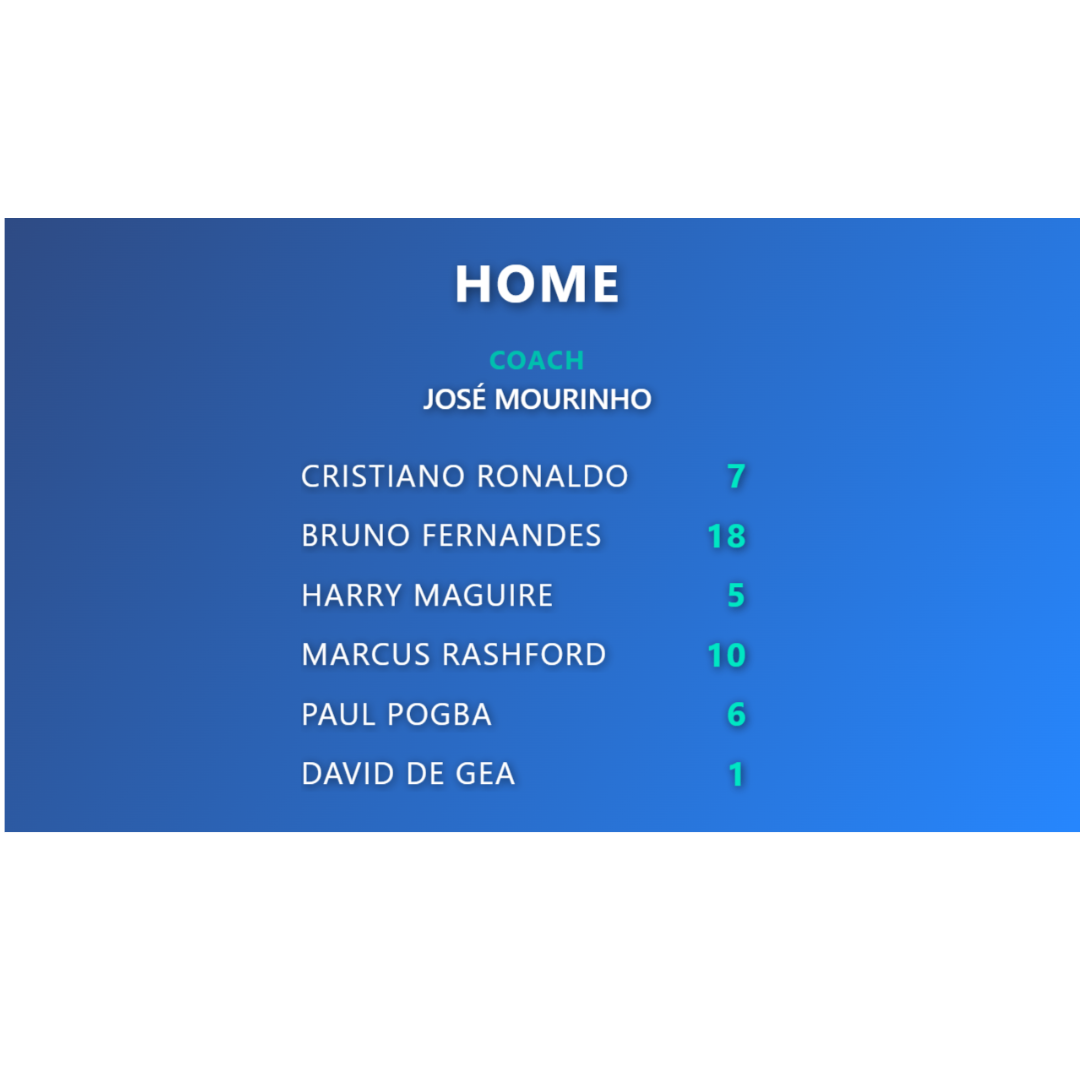 HOME
COACH
JOSÉ MOURINHO
CRISTIANO RONALDO 7
BRUNO FERNANDES 18
HARRY MAGUIRE 5
MARCUS RASHFORD 10
PAUL POGBA 6
DAVID DE GEA 1